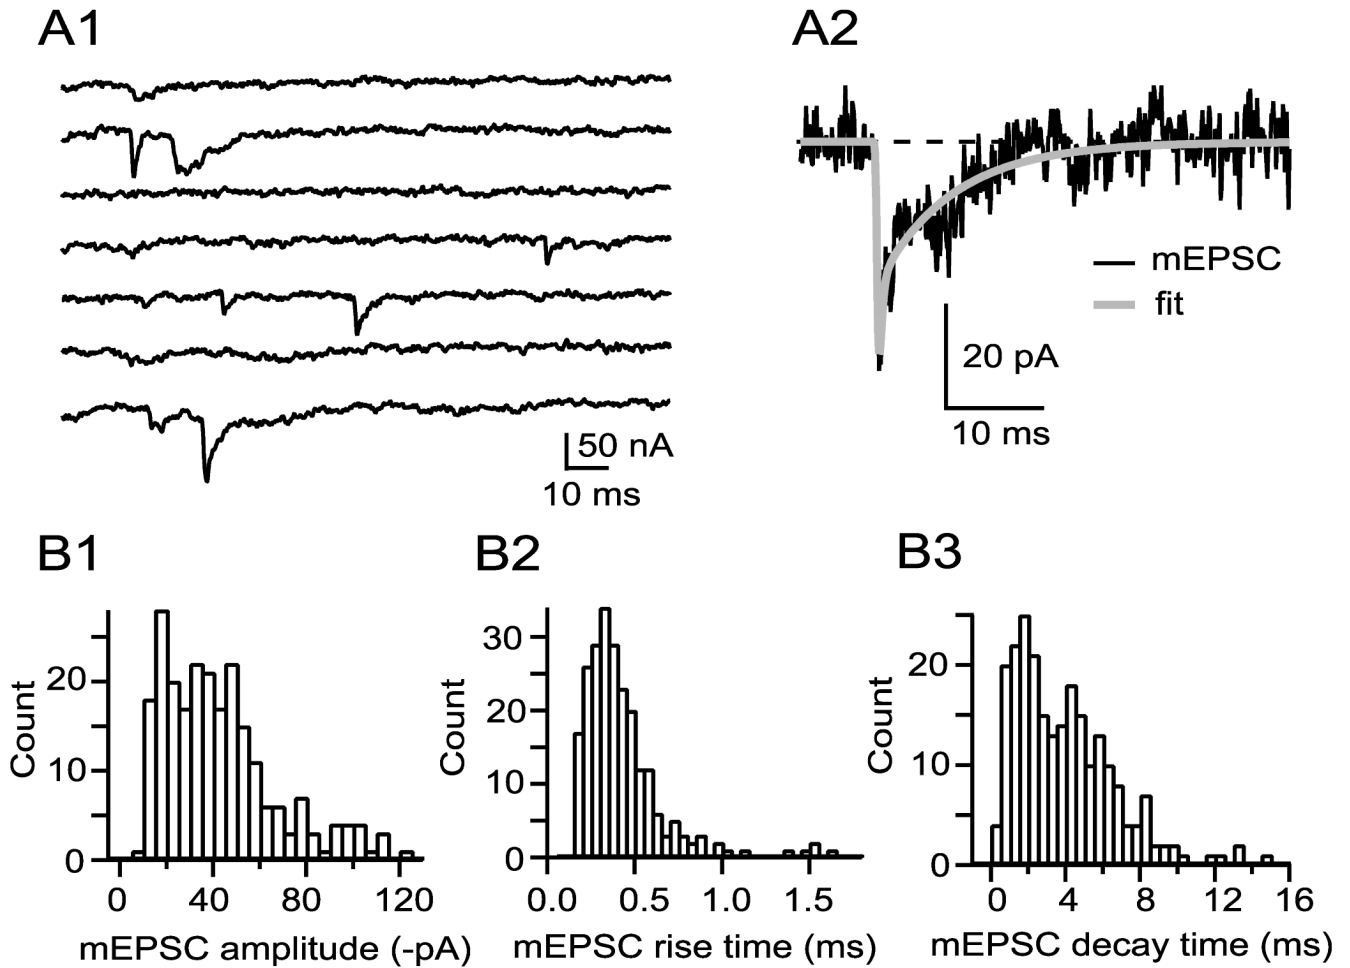 A1
A2
mEPSC
fit
20 pA
10 ms
50 nA
10 ms
B1
B2
B3
Count
20
10
0
0 40 80 120
mEPSC amplitude (-pA)
Count
30
20
10
0
0.0 0.5 1.0 1.5
mEPSC rise time (ms)
Count
20
10
0
0 4 8 12 16
mEPSC decay time (ms)